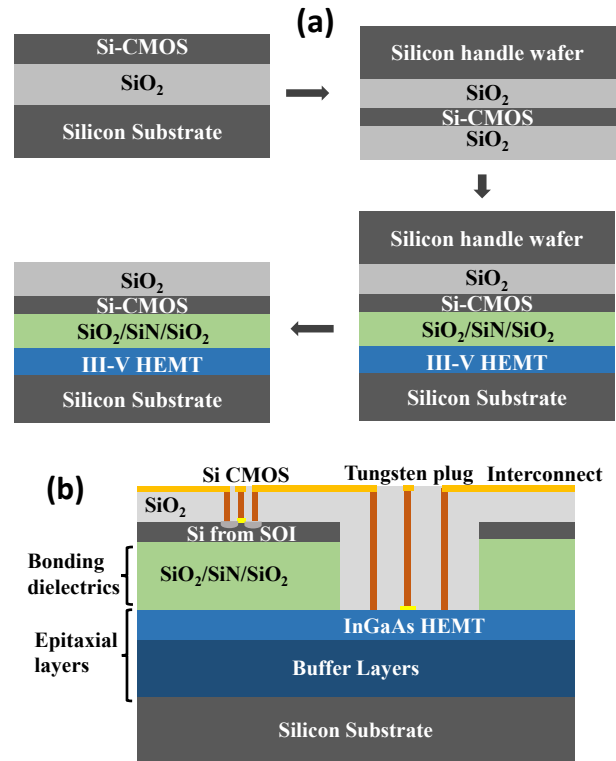 (a)
Si-CMOS
SiO₂
Silicon Substrate
Silicon handle wafer
SiO₂
Si-CMOS
SiO₂
Silicon handle wafer
SiO₂
Si-CMOS
SiO₂/SiN/SiO₂
III-V HEMT
Silicon Substrate
SiO₂
Si-CMOS
SiO₂/SiN/SiO₂
III-V HEMT
Silicon Substrate
(b)
Si CMOS
Tungsten plug
Interconnect
SiO₂
Si from SOI
Bonding
dielectrics
SiO₂/SiN/SiO₂
Epitaxial
layers
InGaAs HEMT
Buffer Layers
Silicon Substrate